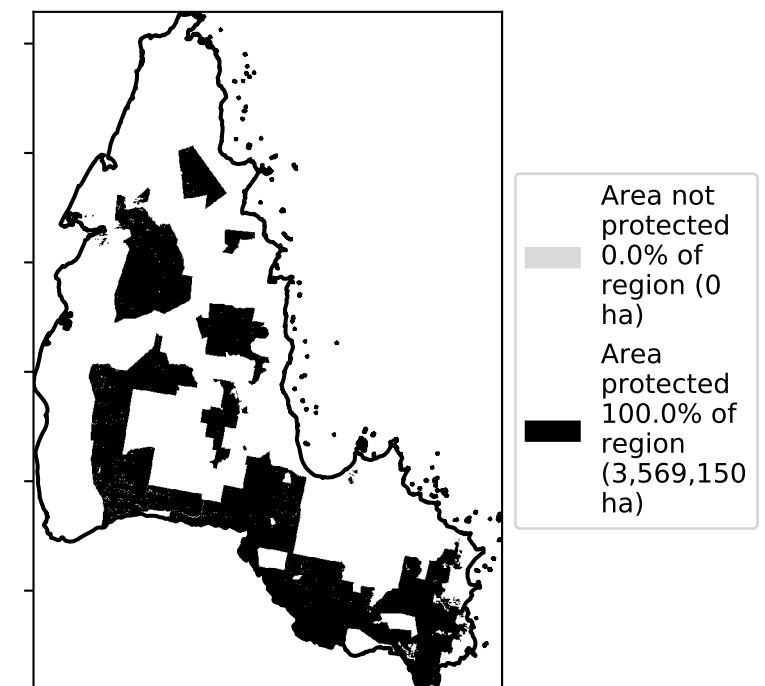 Area not
protected
0.0% of
region (0
ha)
Area
protected
100.0% of
region
(3,569,150
ha)